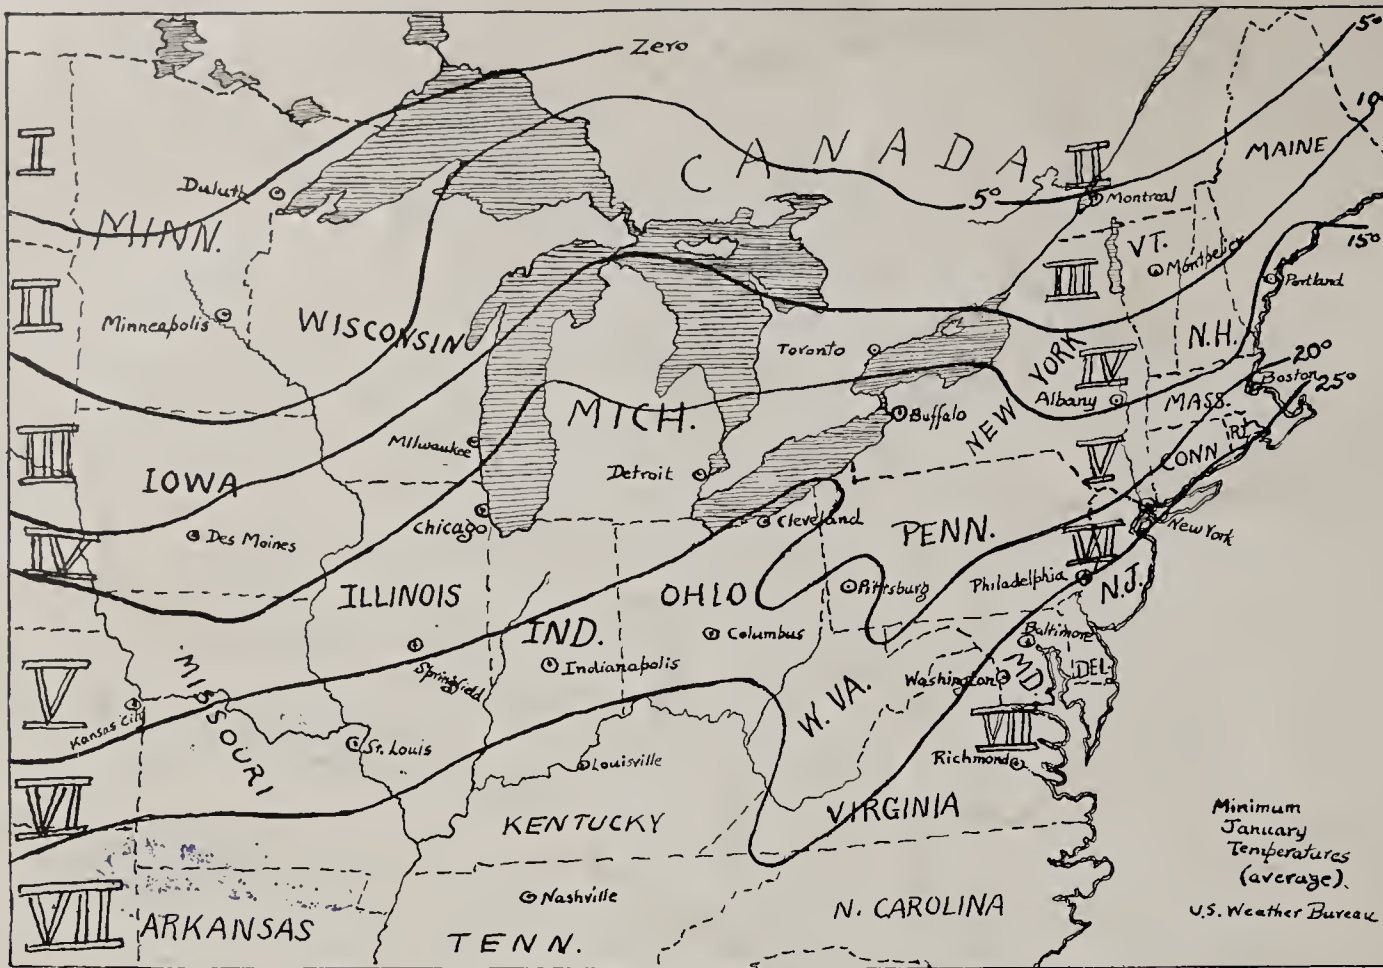 Zero
5°
10
CANADA
MAINE
I
II
Duluth
5°
Montreal
MINN.
VT.
15°
Montpelier
III
Portland
II
Minneapolis
WISCONSIN
N.H.
Toronto
YORK
IV
20°
Boston
25°
Albany
MASS.
MICH.
Buffalo
NEW
III
Milwaukee
R.I.
V
CONN
IOWA
Detroit
Chicago
Cleveland
New York
Des Moines
PENN.
IV
VI
ILLINOIS
OHIO
Pittsburg
Philadelphia
N.J.
IND.
Columbus
Baltimore
Springfield
Indianapolis
Washington
MD.
DEL.
V
MISSOURI
W. VA.
Kansas City
St. Louis
VII
Louisville
Richmond
VI
KENTUCKY
VIRGINIA
Minimum
January
Temperatures
(average).
U.S. Weather Bureau
VII
Nashville
N. CAROLINA
ARKANSAS
TENN.